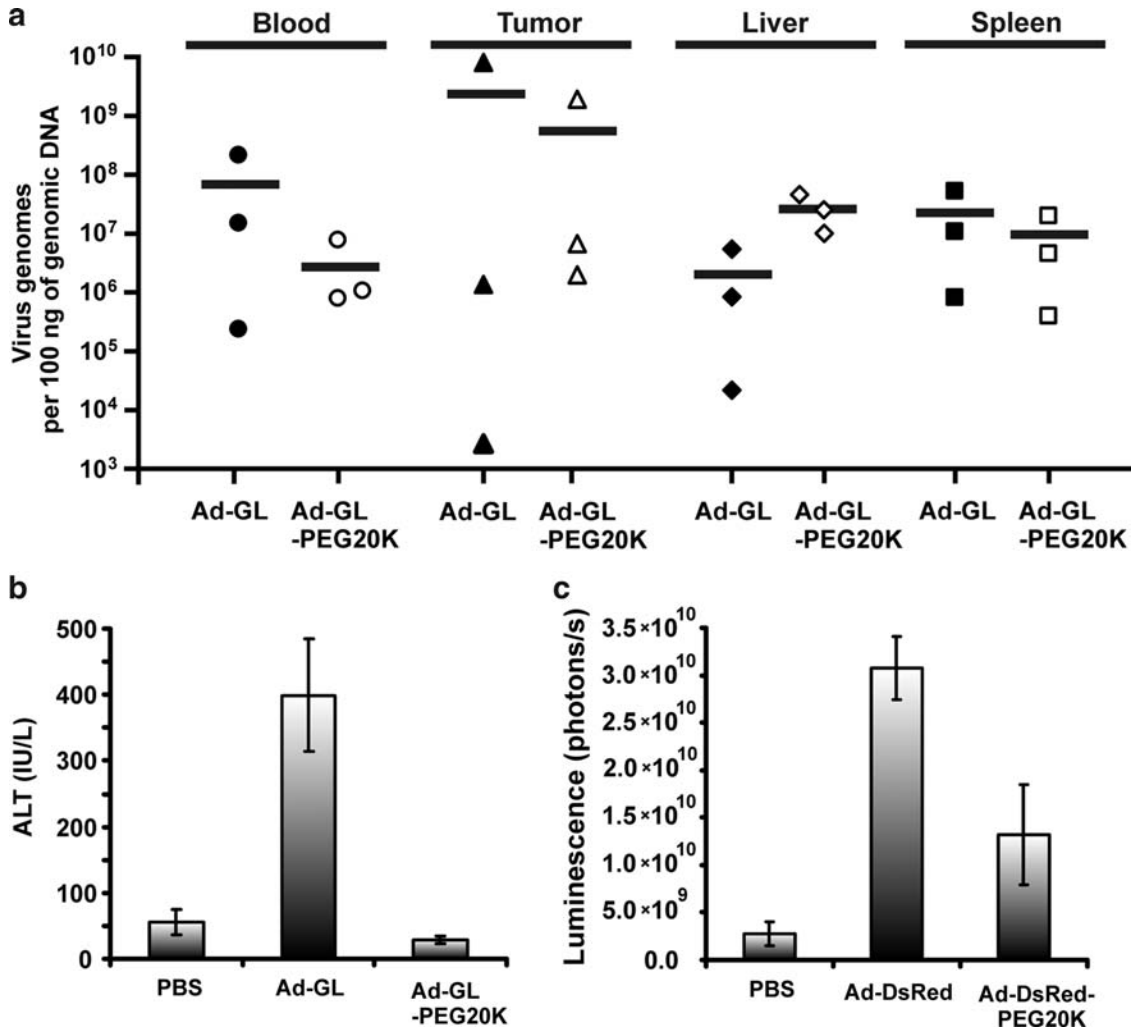 a
Blood Tumor Liver Spleen
Virus genomes
per 100 ng of genomic DNA
10^10
10^9
10^8
10^7
10^6
10^5
10^4
10^3
Ad-GL Ad-GL Ad-GL Ad-GL Ad-GL Ad-GL Ad-GL Ad-GL
-PEG20K -PEG20K -PEG20K -PEG20K
b
ALT (IU/L)
500
400
300
200
100
0
PBS Ad-GL Ad-GL
-PEG20K
c
Luminescence (photons/s)
3.5×10^10
3.0×10^10
2.5×10^10
2.0×10^10
1.5×10^10
1.0×10^10
5.0×10^9
0.0
PBS Ad-DsRed Ad-DsRed-
PEG20K